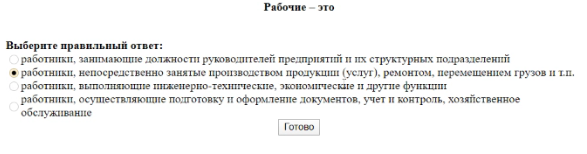 Рабочие – это
Выберите правильный ответ:
работники, занимающие должности руководителей предприятий и их структурных подразделений
работники, непосредственно занятые производством продукции (услуг), ремонтом, перемещением грузов и т.п.
работники, выполняющие инженерно-технические, экономические и другие функции
работники, осуществляющие подготовку и оформление документов, учет и контроль, хозяйственное
обслуживание
Готово